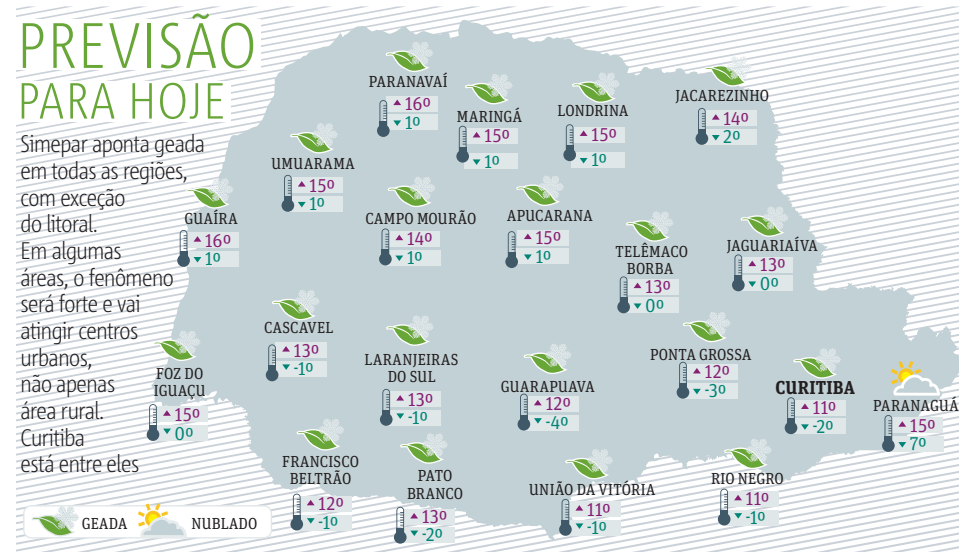 PREVISÃO
PARA HOJE
Simepar aponta geada
em todas as regiões,
com exceção
do litoral.
Em algumas
áreas, o fenômeno
será forte e vai
atingir centros
urbanos,
não apenas
área rural.
Curitiba
está entre eles
PARANAVAÍ
▲ 16º
▼ 1º
MARINGÁ
▲ 15º
▼ 1º
LONDRINA
▲ 15º
▼ 1º
JACAREZINHO
▲ 14º
▼ 2º
UMUARAMA
▲ 15º
▼ 1º
GUAÍRA
▲ 16º
▼ 1º
CAMPO MOURÃO
▲ 14º
▼ 1º
APUCARANA
▲ 15º
▼ 1º
TELÊMACO
BORBA
▲ 13º
▼ 0º
JAGUARIAÍVA
▲ 13º
▼ 0º
CASCAVEL
▲ 13º
▼ -1º
FOZ DO
IGUAÇU
▲ 15º
▼ 0º
LARANJEIRAS
DO SUL
▲ 13º
▼ -1º
GUARAPUAVA
▲ 12º
▼ -4º
PONTA GROSSA
▲ 12º
▼ -3º
CURITIBA
▲ 11º
▼ -2º
PARANAGUÁ
▲ 15º
▼ 7º
FRANCISCO
BELTRÃO
▲ 12º
▼ -1º
PATO
BRANCO
▲ 13º
▼ -2º
UNIÃO DA VITÓRIA
▲ 11º
▼ -1º
RIO NEGRO
▲ 11º
▼ -1º
GEADA
NUBLADO